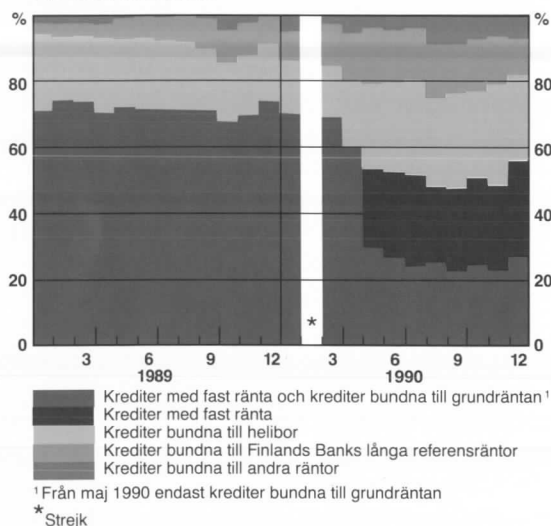 % %
80 80
60 60
40 40
20 20
0 * 0
3 6 9 12 3 6 9 12
1989 1990
Krediter med fast ränta och krediter bundna till grundräntan ¹
Krediter med fast ränta
Krediter bundna till helibor
Krediter bundna till Finlands Banks långa referensräntor
Krediter bundna till andra räntor
¹ Från maj 1990 endast krediter bundna till grundräntan
* Streik